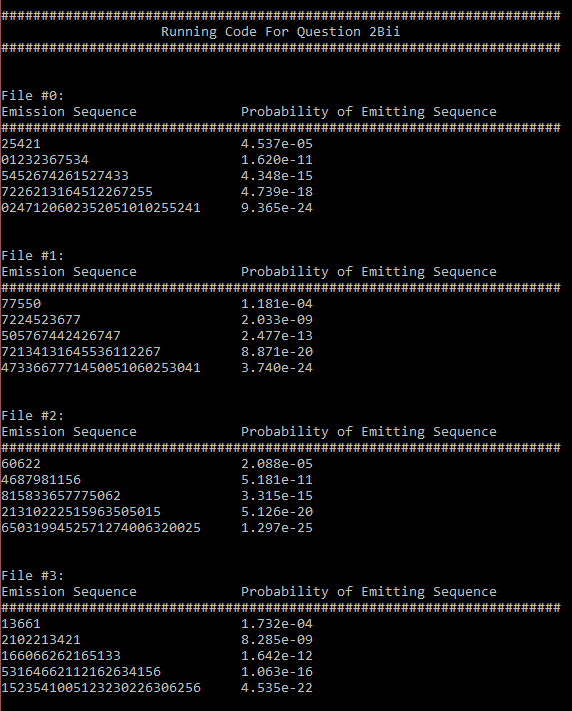 ######################################################################
Running Code For Question 2Bii
######################################################################
File #0:
Emission Sequence Probability of Emitting Sequence
######################################################################
25421 4.537e-05
01232367534 1.620e-11
5452674261527433 4.348e-15
7226213164512267255 4.739e-18
0247120602352051010255241 9.365e-24
File #1:
Emission Sequence Probability of Emitting Sequence
######################################################################
77550 1.181e-04
7224523677 2.033e-09
505767442426747 2.477e-13
72134131645536112267 8.871e-20
4733667771450051060253041 3.740e-24
File #2:
Emission Sequence Probability of Emitting Sequence
######################################################################
60622 2.088e-05
4687981156 5.181e-11
815833657775062 3.315e-15
21310222515963505015 5.126e-20
6503199452571274006320025 1.297e-25
File #3:
Emission Sequence Probability of Emitting Sequence
######################################################################
13661 1.732e-04
2102213421 8.285e-09
166066262165133 1.642e-12
53164662112162634156 1.063e-16
1523541005123230226306256 4.535e-22